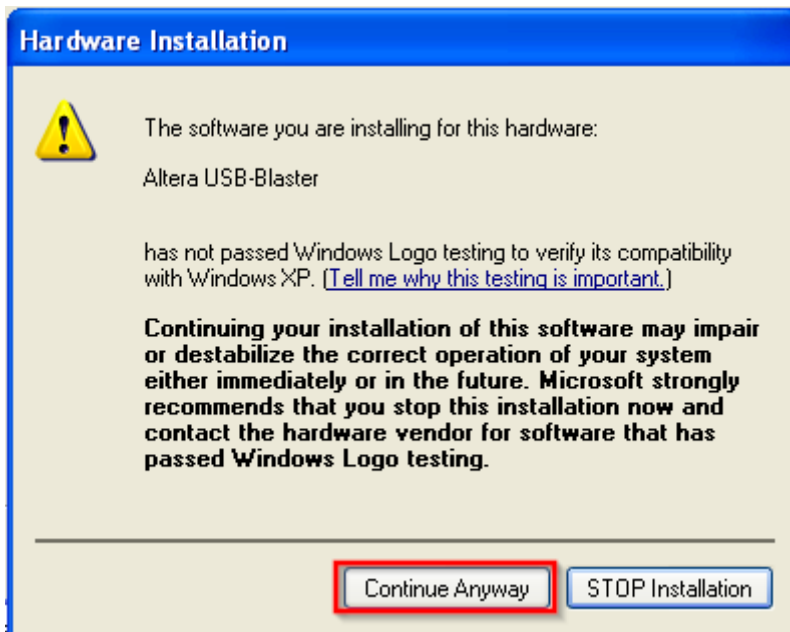 Hardware Installation
The software you are installing for this hardware:
Altera USB-Blaster
has not passed Windows Logo testing to verify its compatibility
with Windows XP. (Tell me why this testing is important.)
Continuing your installation of this software may impair
or destabilize the correct operation of your system
either immediately or in the future. Microsoft strongly
recommends that you stop this installation now and
contact the hardware vendor for software that has
passed Windows Logo testing.
Continue Anyway
STOP Installation